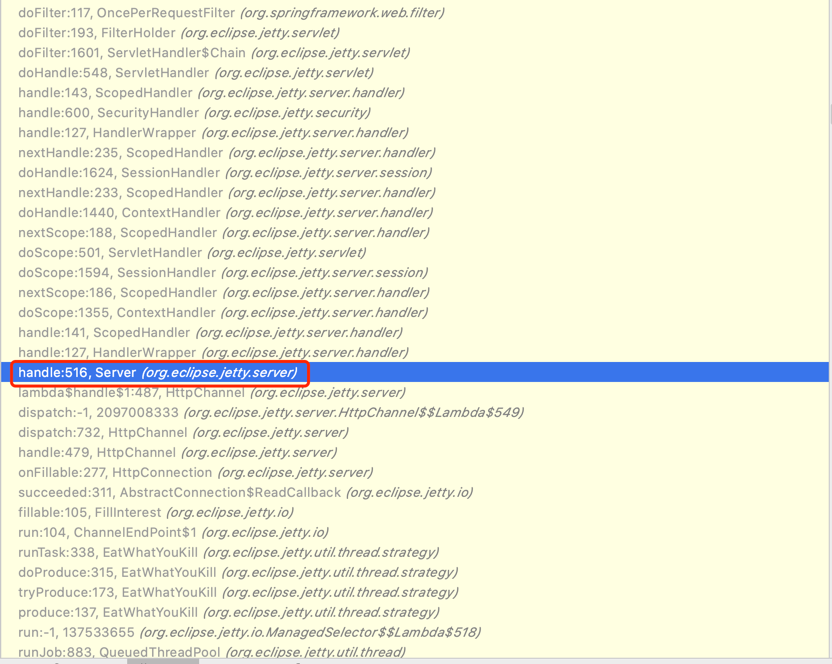 doFilter:117, OncePerRequestFilter (org.springframework.web.filter)
doFilter:193, FilterHolder (org.eclipse.jetty.servlet)
doFilter:1601, ServletHandler$Chain (org.eclipse.jetty.servlet)
doHandle:548, ServletHandler (org.eclipse.jetty.servlet)
handle:143, ScopedHandler (org.eclipse.jetty.server.handler)
handle:600, SecurityHandler (org.eclipse.jetty.security)
handle:127, HandlerWrapper (org.eclipse.jetty.server.handler)
nextHandle:235, ScopedHandler (org.eclipse.jetty.server.handler)
doHandle:1624, SessionHandler (org.eclipse.jetty.server.session)
nextHandle:233, ScopedHandler (org.eclipse.jetty.server.handler)
doHandle:1440, ContextHandler (org.eclipse.jetty.server.handler)
nextScope:188, ScopedHandler (org.eclipse.jetty.server.handler)
doScope:501, ServletHandler (org.eclipse.jetty.servlet)
doScope:1594, SessionHandler (org.eclipse.jetty.server.session)
nextScope:186, ScopedHandler (org.eclipse.jetty.server.handler)
doScope:1355, ContextHandler (org.eclipse.jetty.server.handler)
handle:141, ScopedHandler (org.eclipse.jetty.server.handler)
handle:127, HandlerWrapper (org.eclipse.jetty.server.handler)
handle:516, Server (org.eclipse.jetty.server)
lambda$handle$1:487, HttpChannel (org.eclipse.jetty.server)
dispatch:-1, 2097008333 (org.eclipse.jetty.server.HttpChannel$$Lambda$549)
dispatch:732, HttpChannel (org.eclipse.jetty.server)
handle:479, HttpChannel (org.eclipse.jetty.server)
onFillable:277, HttpConnection (org.eclipse.jetty.server)
succeeded:311, AbstractConnection$ReadCallback (org.eclipse.jetty.io)
fillable:105, FillInterest (org.eclipse.jetty.io)
run:104, ChannelEndPoint$1 (org.eclipse.jetty.io)
runTask:338, EatWhatYouKill (org.eclipse.jetty.util.thread.strategy)
doProduce:315, EatWhatYouKill (org.eclipse.jetty.util.thread.strategy)
tryProduce:173, EatWhatYouKill (org.eclipse.jetty.util.thread.strategy)
produce:137, EatWhatYouKill (org.eclipse.jetty.util.thread.strategy)
run:-1, 137533655 (org.eclipse.jetty.io.ManagedSelector$$Lambda$518)
runJob:883, QueuedThreadPool (org.eclipse.jetty.util.thread)